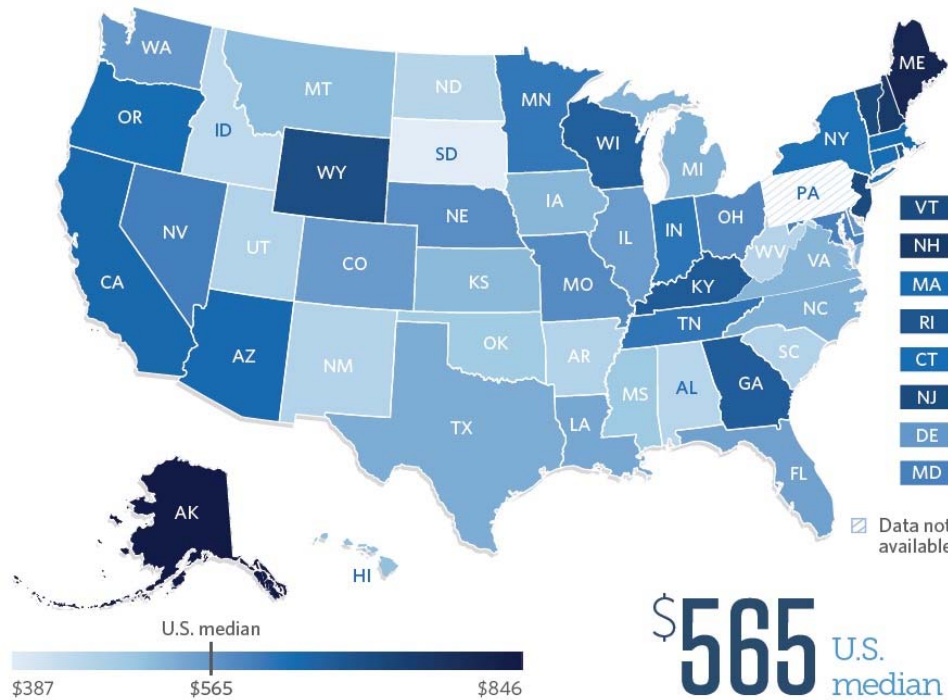 WA
OR
CA
NV
ID
MT
WY
UT
AZ
CO
NM
ND
SD
NE
KS
OK
TX
MN
IA
MO
AR
LA
WI
IL
MI
IN
OH
KY
TN
MS
AL
GA
FL
SC
NC
VA
WV
PA
NY
ME
VT
NH
MA
RI
CT
NJ
DE
MD
Data not
available
AK
HI
U.S. median
$387
$565
$846
$565 U.S.
median